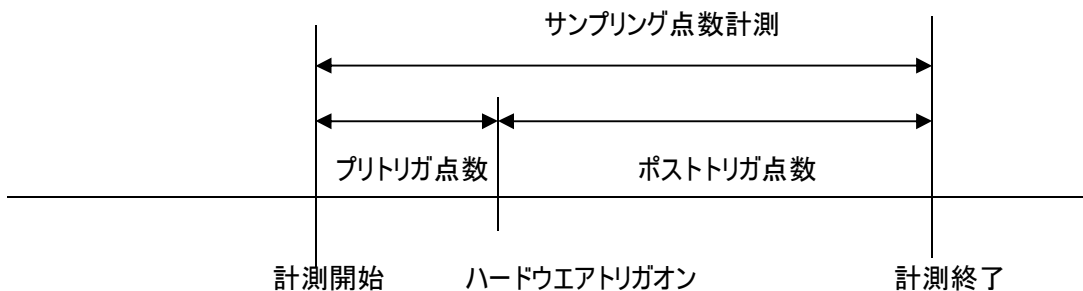 サンプリング点数計測
プリトリガ点数
ポストトリガ点数
計測開始
ハードウエアトリガオン
計測終了